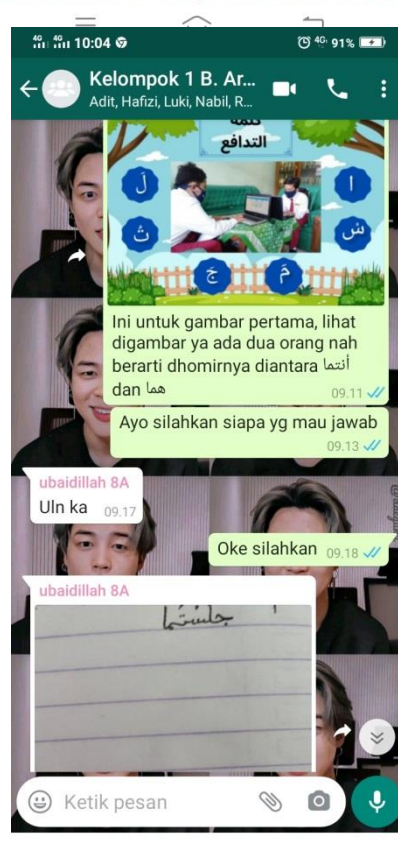 10:04
4G 91%
Kelompok 1 B. Ar...
Adit, Hafizi, Luki, Nabil, R...
التدافع
لَ
ا
ثَ
سْ
جَ
مَ
Ini untuk gambar pertama, lihat
digambar ya ada dua orang nah
berarti dhomirnya diantara أنتما
dan هما
09.11
Ayo silahkan siapa yg mau jawab
09.13
ubaidillah 8A
Uln ka 09.17
Oke silahkan 09.18
ubaidillah 8A
جلستما
Ketik pesan